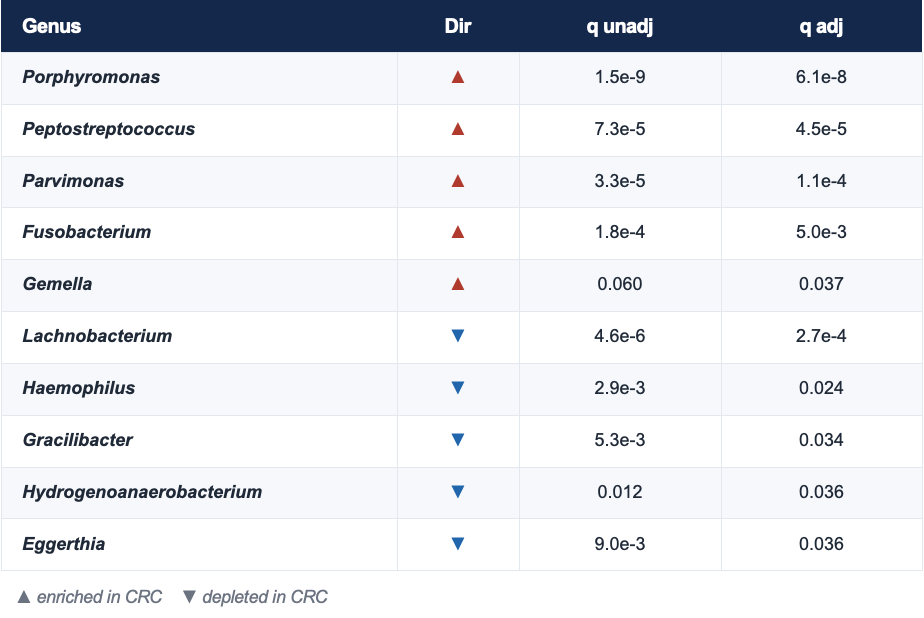 Genus Dir q unadj q adj
Porphyromonas ▲ 1.5e-9 6.1e-8
Peptostreptococcus ▲ 7.3e-5 4.5e-5
Parvimonas ▲ 3.3e-5 1.1e-4
Fusobacterium ▲ 1.8e-4 5.0e-3
Gemella ▲ 0.060 0.037
Lachnobacterium ▼ 4.6e-6 2.7e-4
Haemophilus ▼ 2.9e-3 0.024
Gracilibacter ▼ 5.3e-3 0.034
Hydrogenoanaerobacterium ▼ 0.012 0.036
Eggerthia ▼ 9.0e-3 0.036
▲ enriched in CRC ▼ depleted in CRC